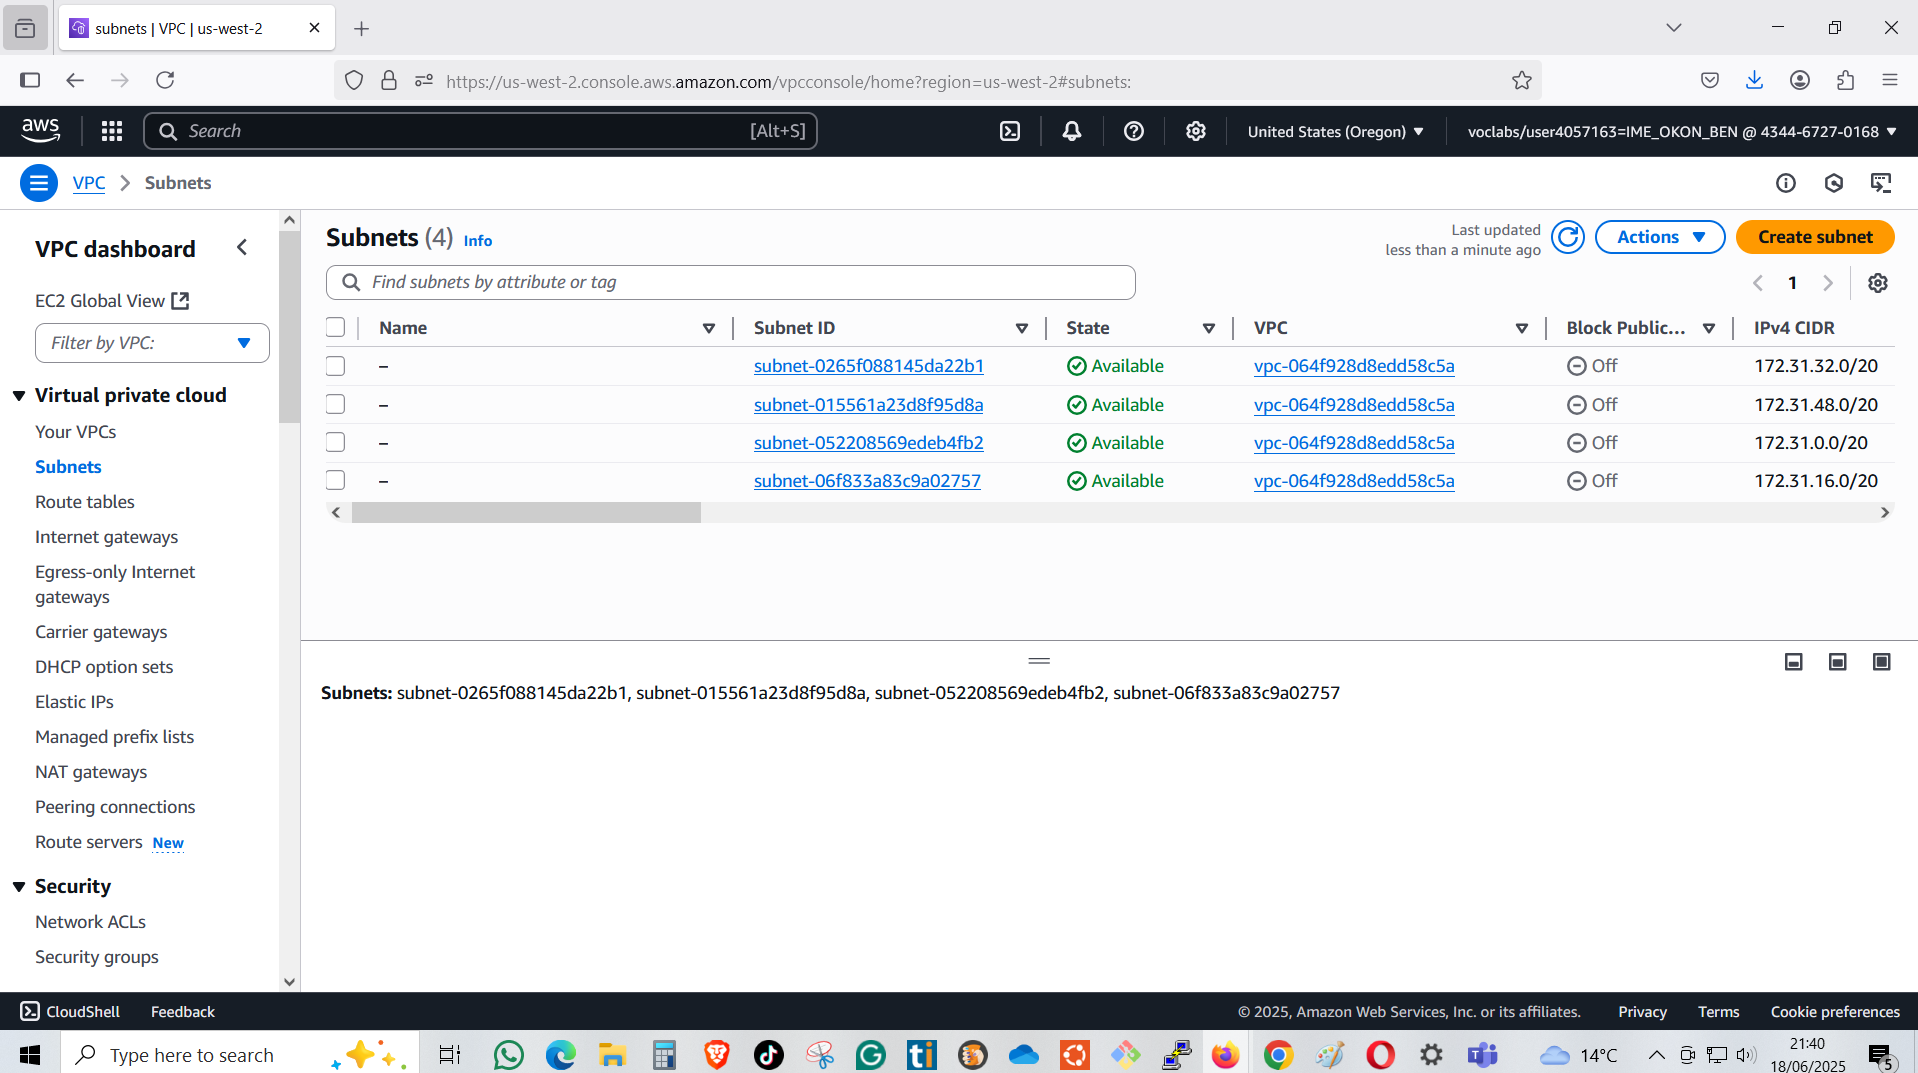 subnets | VPC | us-west-2
https://us-west-2.console.aws.amazon.com/vpcconsole/home?region=us-west-2#subnets:
aws
Search [Alt+S]
United States (Oregon)
voclabs/user4057163=IME_OKON_BEN @ 4344-6727-0168
VPC Subnets
VPC dashboard
EC2 Global View
Filter by VPC:
Virtual private cloud
Your VPCs
Subnets
Route tables
Internet gateways
Egress-only Internet
gateways
Carrier gateways
DHCP option sets
Elastic IPs
Managed prefix lists
NAT gateways
Peering connections
Route servers New
Security
Network ACLs
Security groups
Subnets (4) Info
Last updated
less than a minute ago
Actions
Create subnet
Find subnets by attribute or tag
1
Name Subnet ID State VPC Block Public... IPv4 CIDR
– subnet-0265f088145da22b1 Available vpc-064f928d8edd58c5a Off 172.31.32.0/20
– subnet-015561a23d8f95d8a Available vpc-064f928d8edd58c5a Off 172.31.48.0/20
– subnet-052208569edeb4fb2 Available vpc-064f928d8edd58c5a Off 172.31.0.0/20
– subnet-06f833a83c9a02757 Available vpc-064f928d8edd58c5a Off 172.31.16.0/20
Subnets: subnet-0265f088145da22b1, subnet-015561a23d8f95d8a, subnet-052208569edeb4fb2, subnet-06f833a83c9a02757
CloudShell Feedback
© 2025, Amazon Web Services, Inc. or its affiliates. Privacy Terms Cookie preferences
Type here to search
14°C
21:40
18/06/2025
5